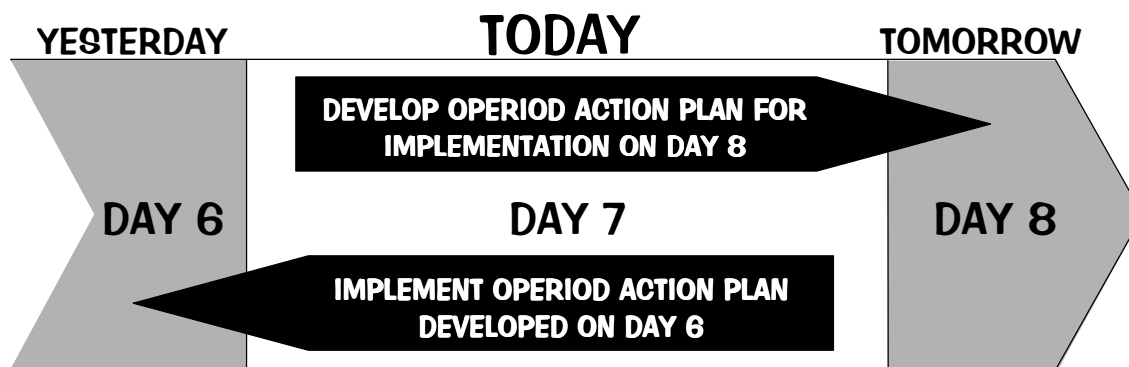 YESTERDAY
TODAY
TOMORROW
DEVELOP OPERIOD ACTION PLAN FOR
IMPLEMENTATION ON DAY 8
DAY 6
DAY 7
DAY 8
IMPLEMENT OPERIOD ACTION PLAN
DEVELOPED ON DAY 6